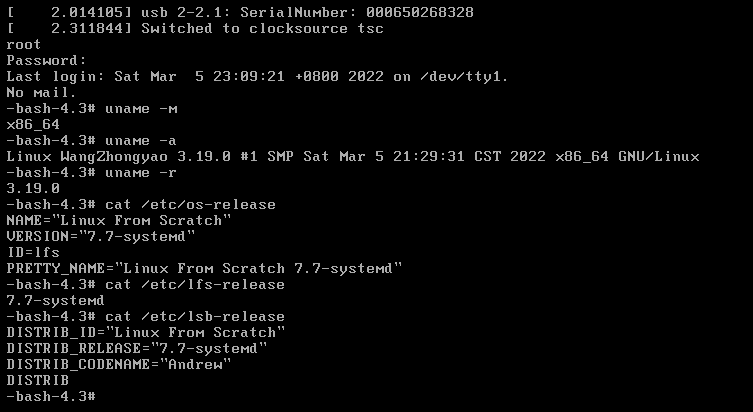 [    2.014105] usb 2-2.1: SerialNumber: 000650268328
[    2.311844] Switched to clocksource tsc
root
Password:
Last login: Sat Mar  5 23:09:21 +0800 2022 on /dev/tty1.
No mail.
-bash-4.3# uname -m
x86_64
-bash-4.3# uname -a
Linux WangZhongyao 3.19.0 #1 SMP Sat Mar 5 21:29:31 CST 2022 x86_64 GNU/Linux
-bash-4.3# uname -r
3.19.0
-bash-4.3# cat /etc/os-release
NAME="Linux From Scratch"
VERSION="7.7-systemd"
ID=lfs
PRETTY_NAME="Linux From Scratch 7.7-systemd"
-bash-4.3# cat /etc/lfs-release
7.7-systemd
-bash-4.3# cat /etc/lsb-release
DISTRIB_ID="Linux From Scratch"
DISTRIB_RELEASE="7.7-systemd"
DISTRIB_CODENAME="Andrew"
DISTRIB
-bash-4.3#